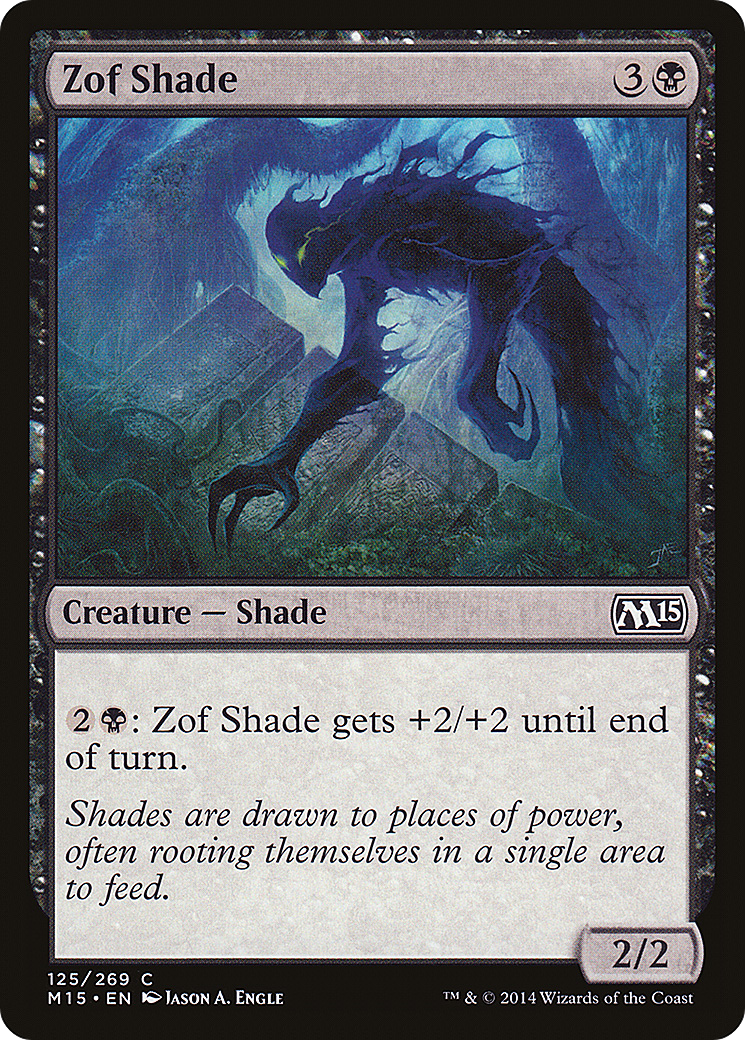 Zof Shade 3
Creature — Shade M15
2: Zof Shade gets +2/+2 until end
of turn.
Shades are drawn to places of power,
often rooting themselves in a single area
to feed.
2/2
125/269 C
M15 • EN Jason A. Engle ™ & © 2014 Wizards of the Coast
JAE